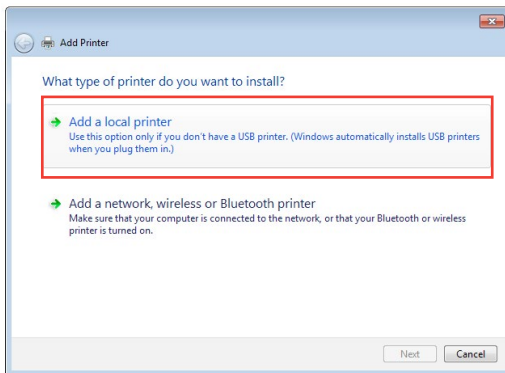 Add Printer
What type of printer do you want to install?
Add a local printer
Use this option only if you don't have a USB printer. (Windows automatically installs USB printers
when you plug them in.)
Add a network, wireless or Bluetooth printer
Make sure that your computer is connected to the network, or that your Bluetooth or wireless
printer is turned on.
Next Cancel